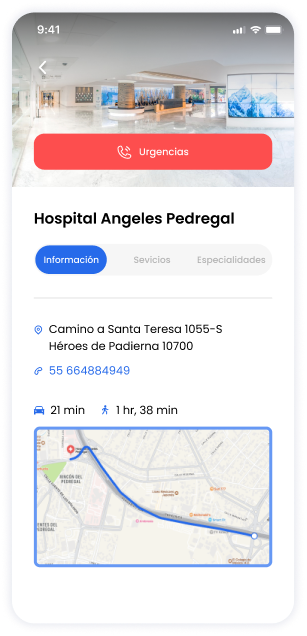 9:41
Urgencias
Hospital Angeles Pedregal
Información Sevicios Especialidades
Camino a Santa Teresa 1055-S
Héroes de Padierna 10700
55 664884949
21 min 1 hr, 38 min
RINCÓN DEL
PEDREGAL